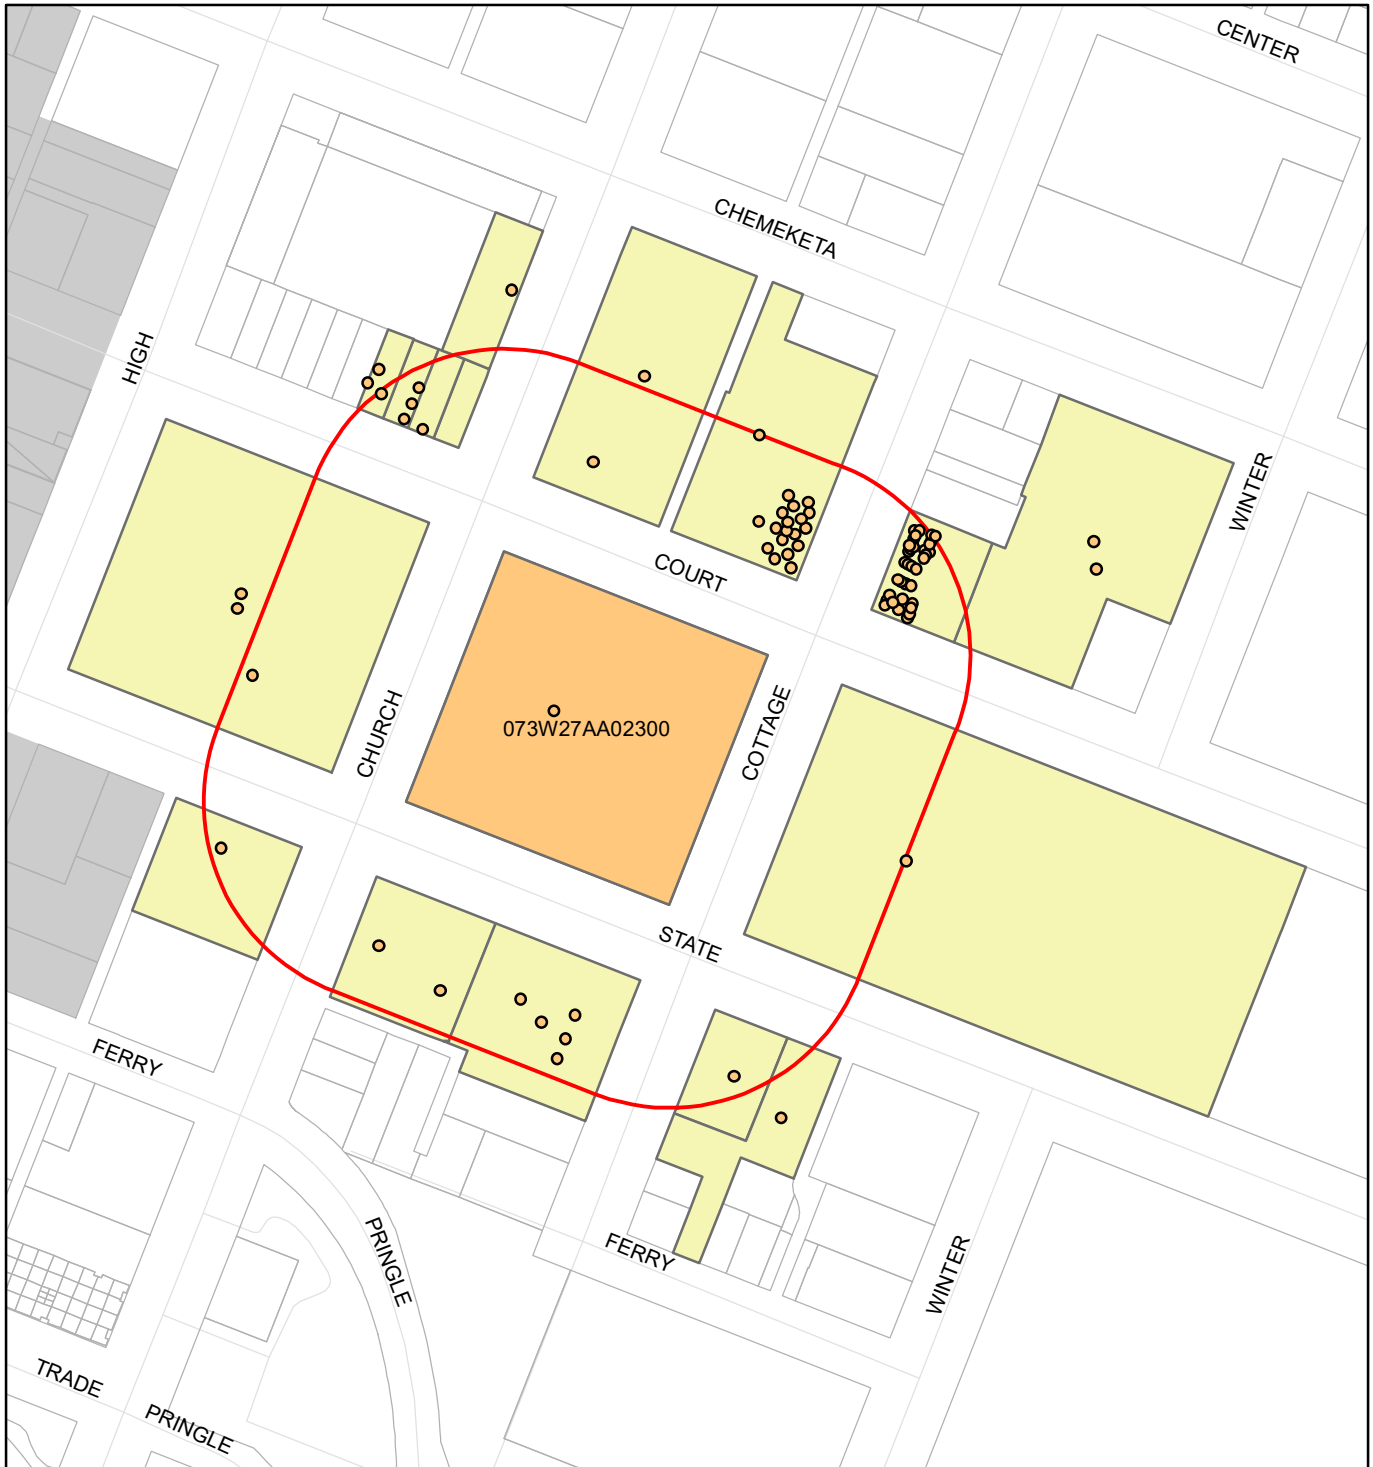 CENTER
CHEMEKETA
HIGH
WINTER
COURT
CHURCH
073W27AA02300
COTTAGE
STATE
FERRY
PRINGLE
FERRY
WINTER
TRADE
PRINGLE